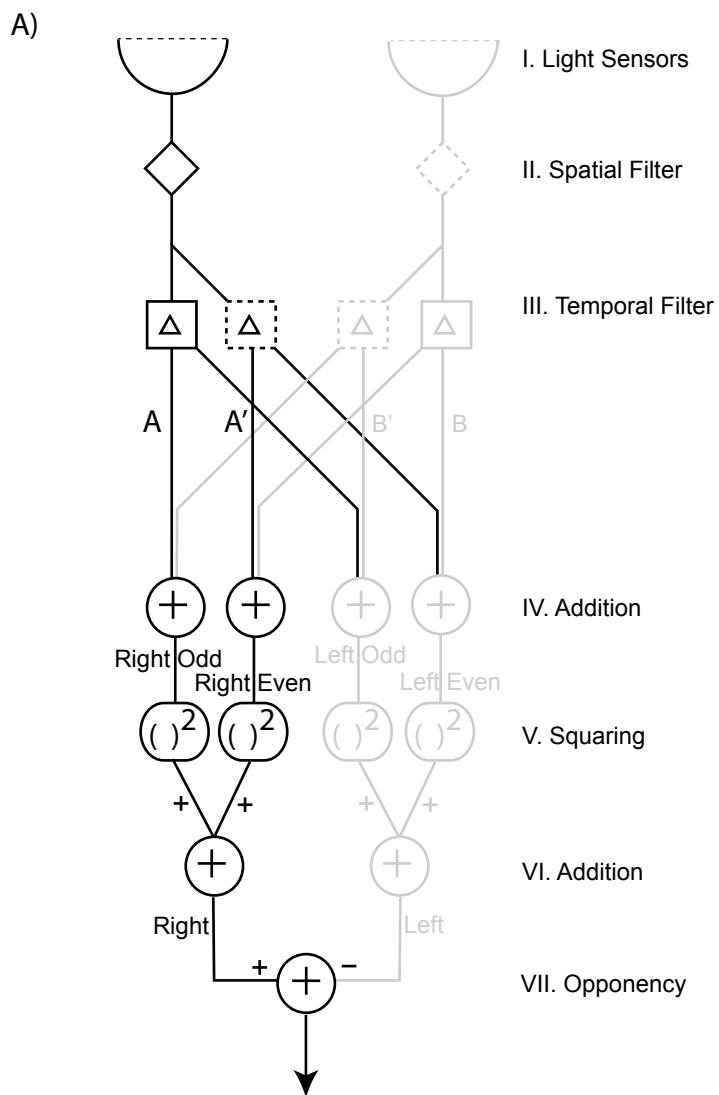 A)
I. Light Sensors
II. Spatial Filter
III. Temporal Filter
Δ Δ Δ Δ
A A′ B' B
+ + + +
IV. Addition
Right Odd Left Odd
Right Even Left Even
( )² ( )² ( )² ( )²
V. Squaring
+ + + +
+ +
VI. Addition
Right Left
+ −
+
VII. Opponency